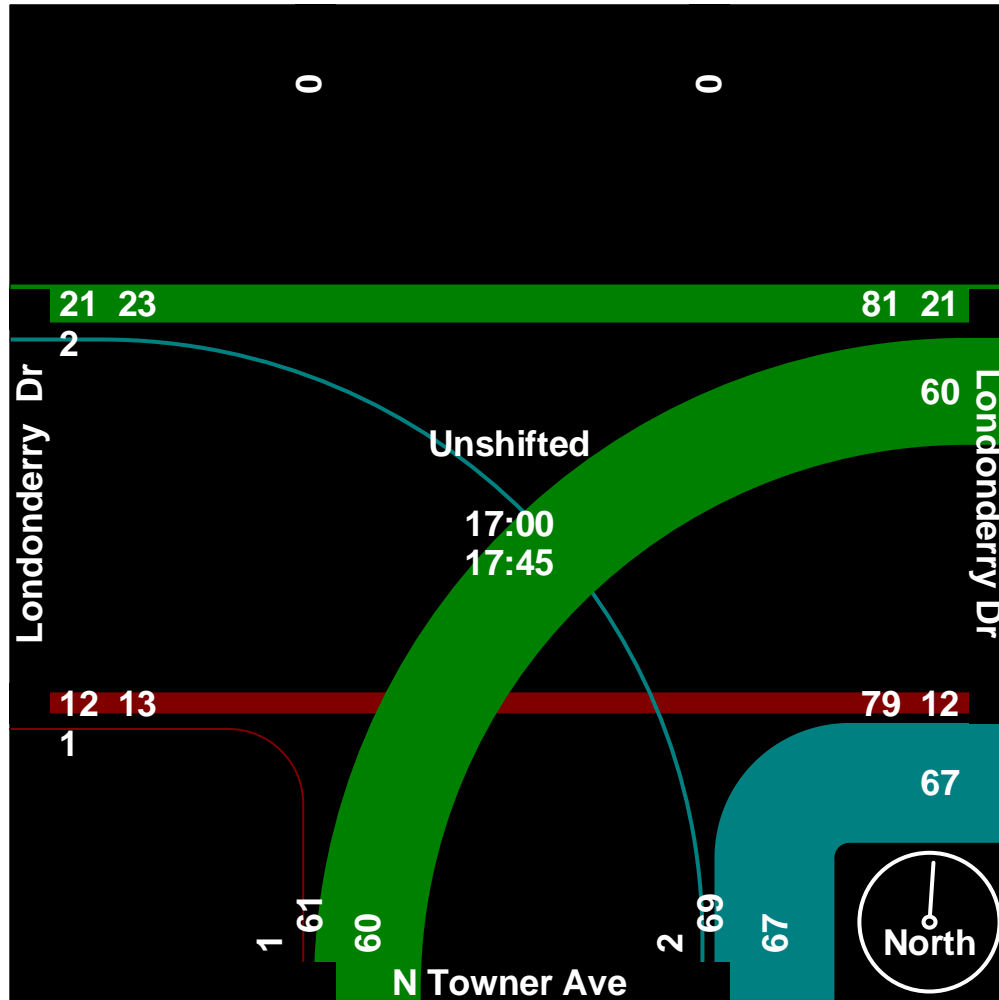 0 0
21 23 81 21
2
60
Londonderry Dr
Londonderry Dr
Unshifted
17:00
17:45
12 13 79 12
1
67
1 61 60 2 69 67
North
N Towner Ave